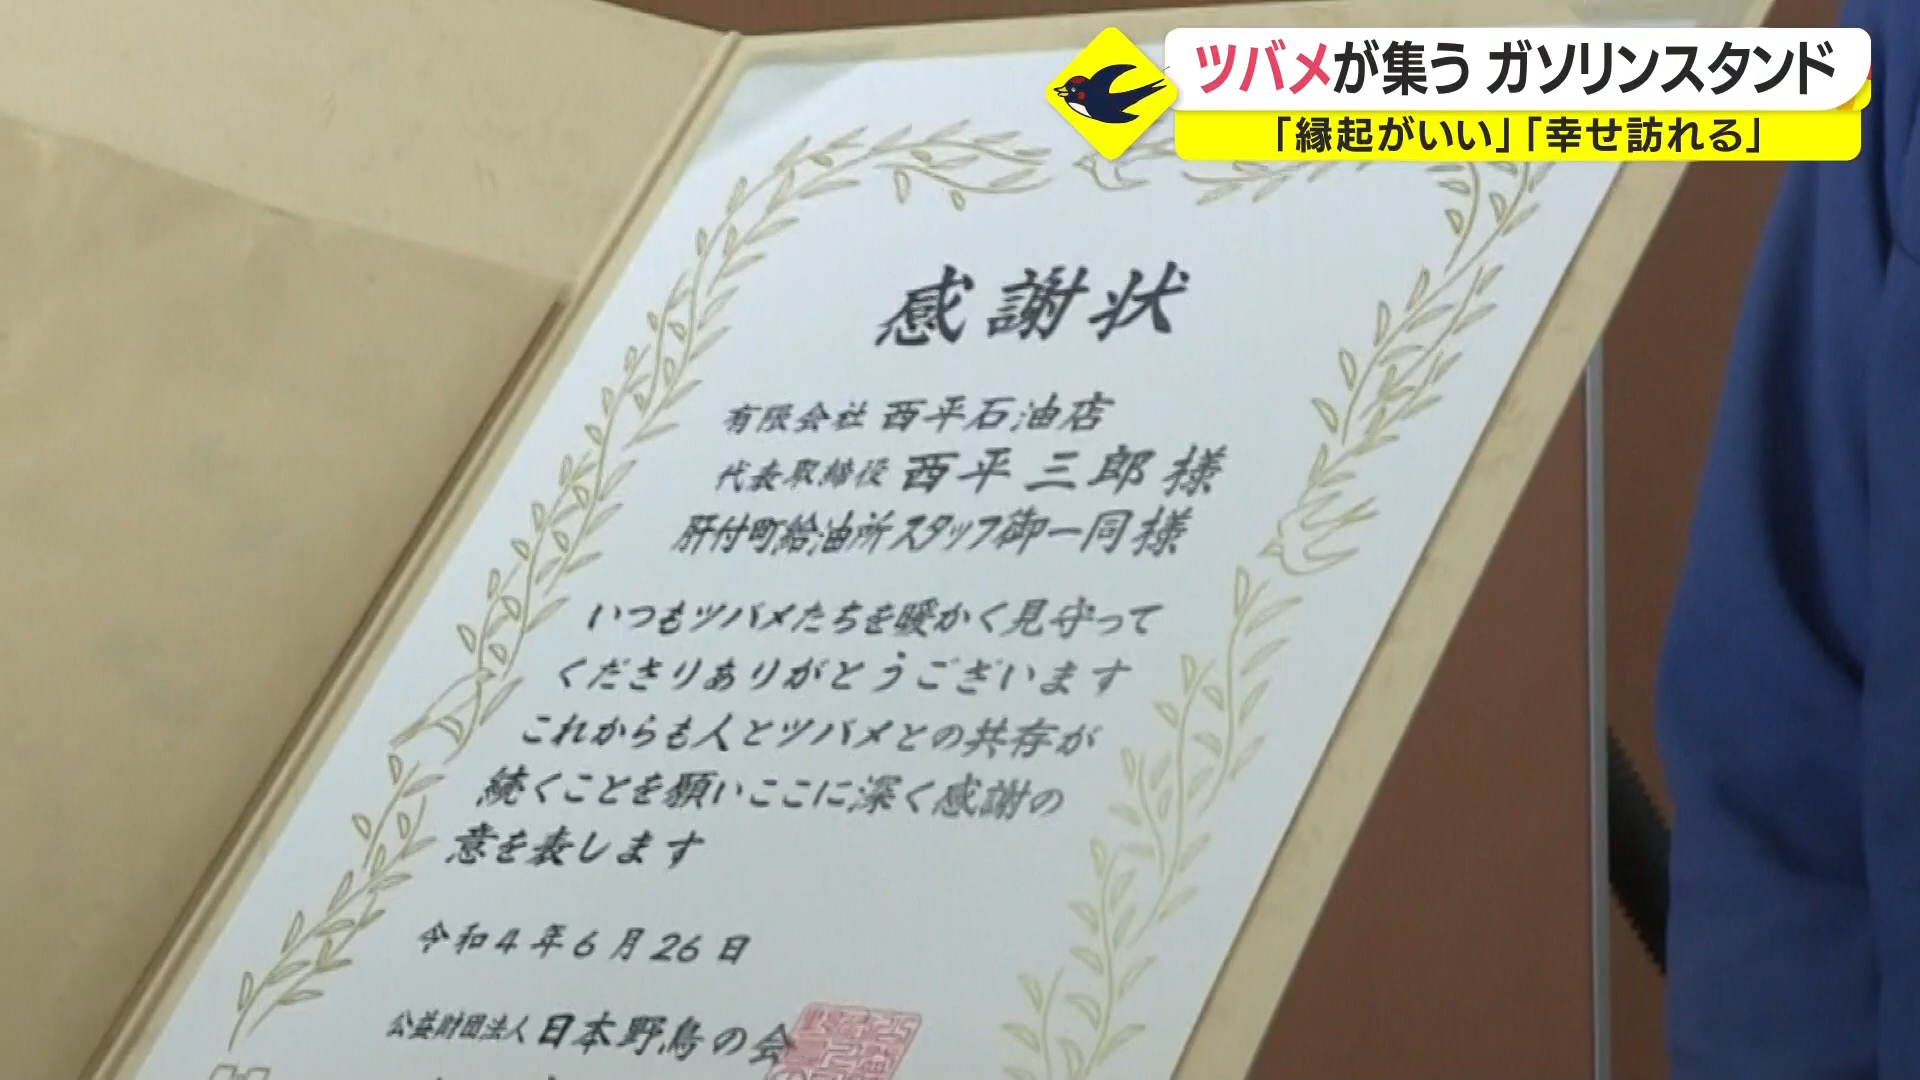 ツバメが集う ガソリンスタンド
「縁起がいい」「幸せ訪れる」
感謝状
有限会社 西平石油店
代表取締役 西平三郎様
肝付町給油所スタッフ御一同様
いつもツバメたちを暖かく見守って
くださりありがとうございます
これからも人とツバメとの共存が
続くことを願いここに深く感謝の
意を表します
令和4年6月26日
公益財団法人 日本野鳥の会